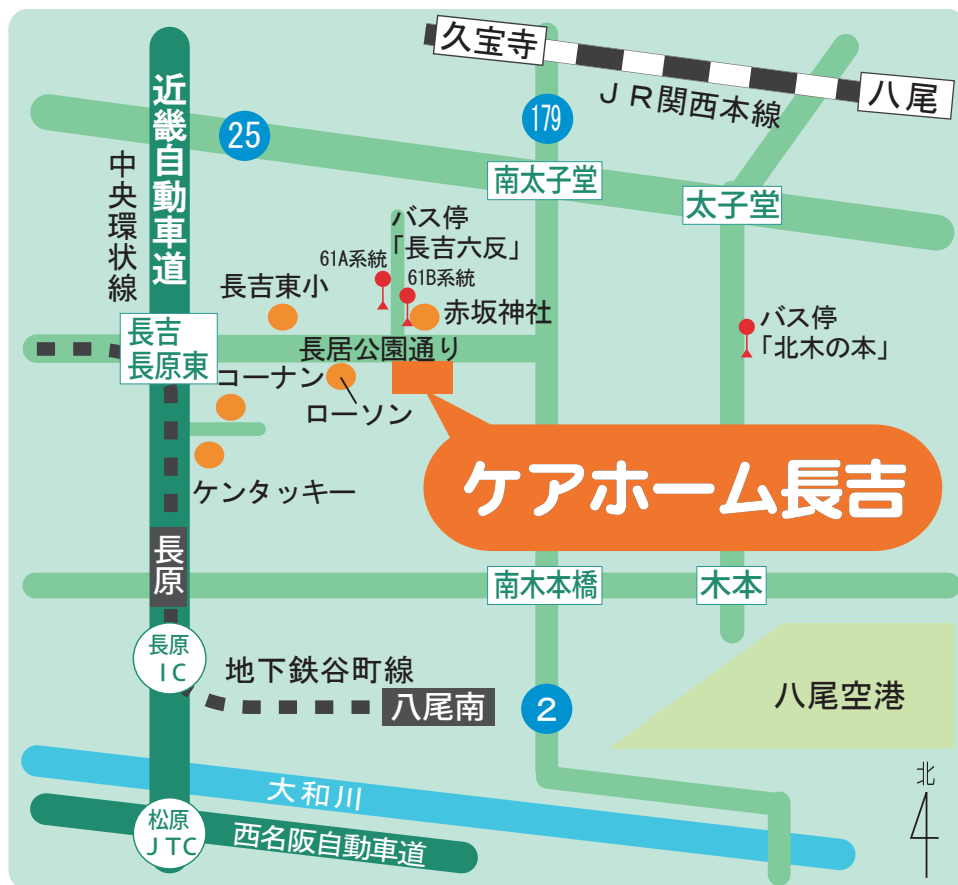 久宝寺
JR関西本線
八尾
近畿自動車道
中央環状線
25
179
南太子堂
太子堂
バス停
「長吉六反」
61A系統
61B系統
長吉東小
赤坂神社
バス停
「北木の本」
長吉
長原東
長居公園通り
コーナン
ローソン
ケンタッキー
ケアホーム長吉
長原
南木本橋
木本
長原
IC
地下鉄谷町線
八尾南
2
八尾空港
大和川
松原
JTC
西名阪自動車道
北